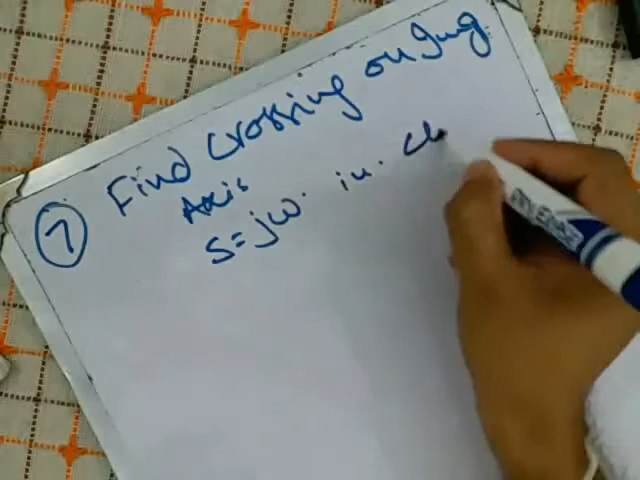 7 Find Crossing on Img
Axis
S=jω. in. ch